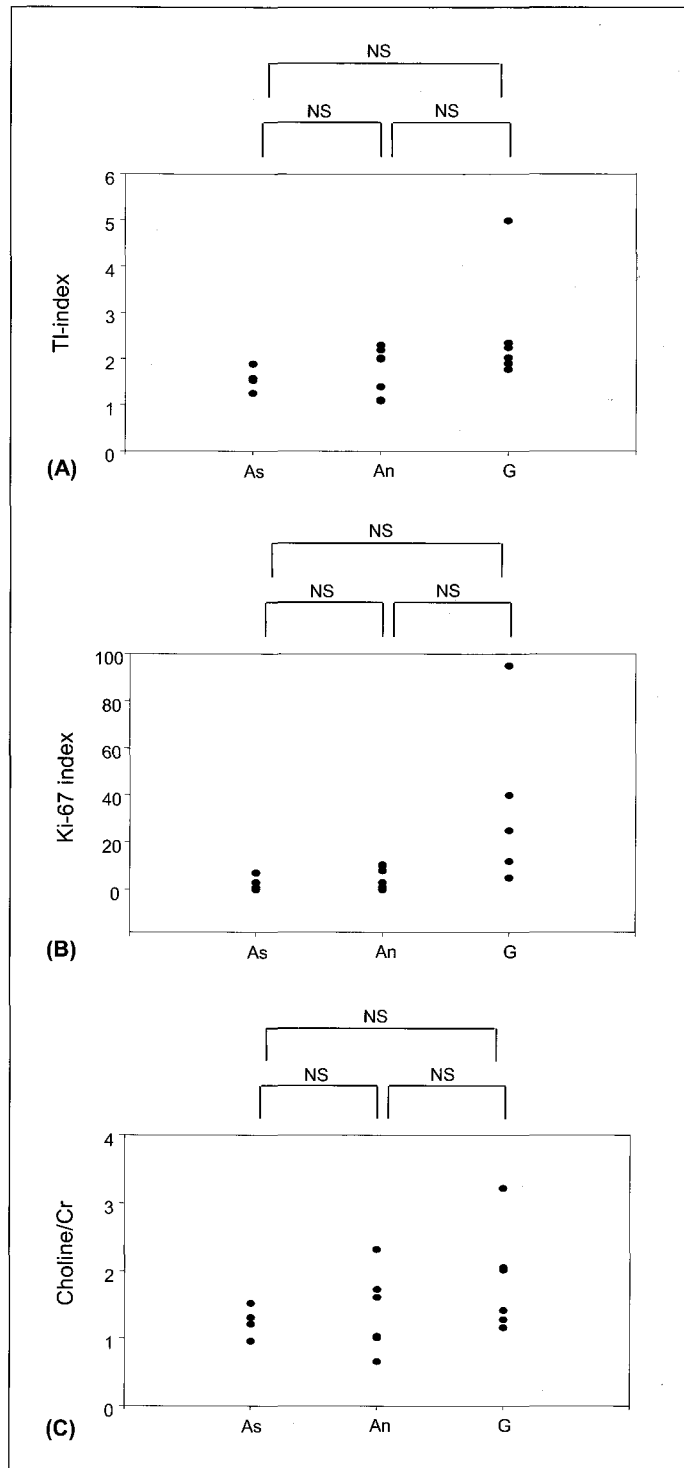 NS
NS NS
6
5
4
3
2
1
0
TI-index
As An G
(A)
NS
NS NS
100
80
60
40
20
0
Ki-67 index
As An G
(B)
NS
NS NS
4
3
2
1
0
Choline/Cr
As An G
(C)